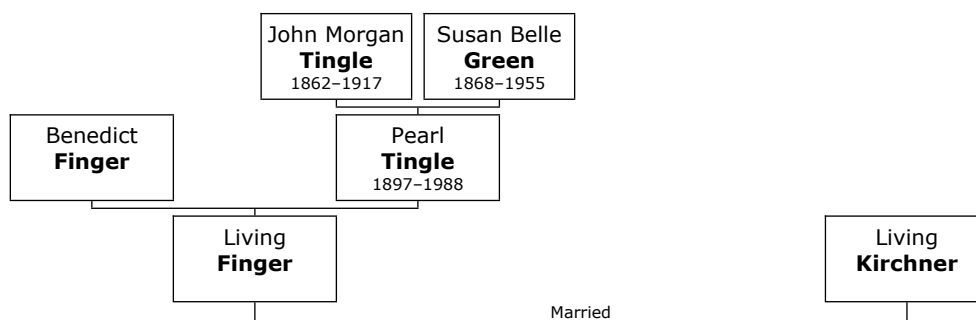 John Morgan
Tingle
1862–1917
Susan Belle
Green
1868–1955
Benedict
Finger
Pearl
Tingle
1897–1988
Living
Finger
Living
Kirchner
Married